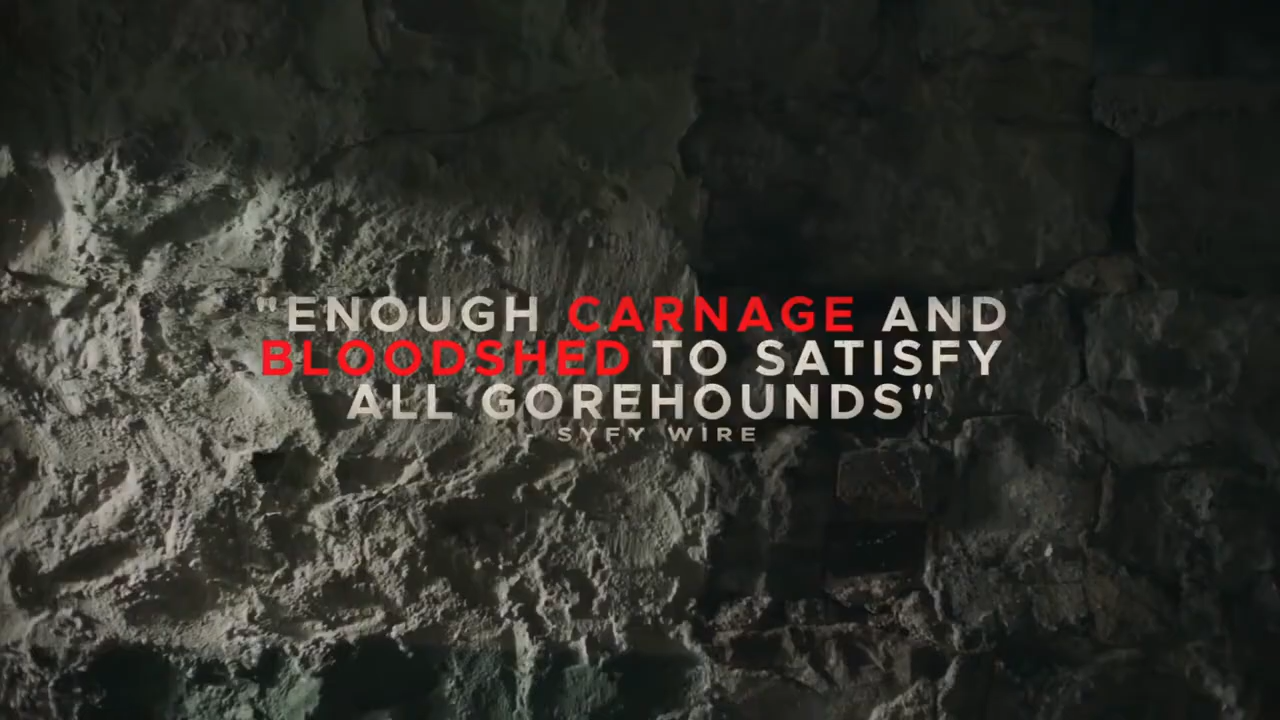 "ENOUGH CARNAGE AND
BLOODSHED TO SATISFY
ALL GOREHOUNDS"
- SYFY WIRE